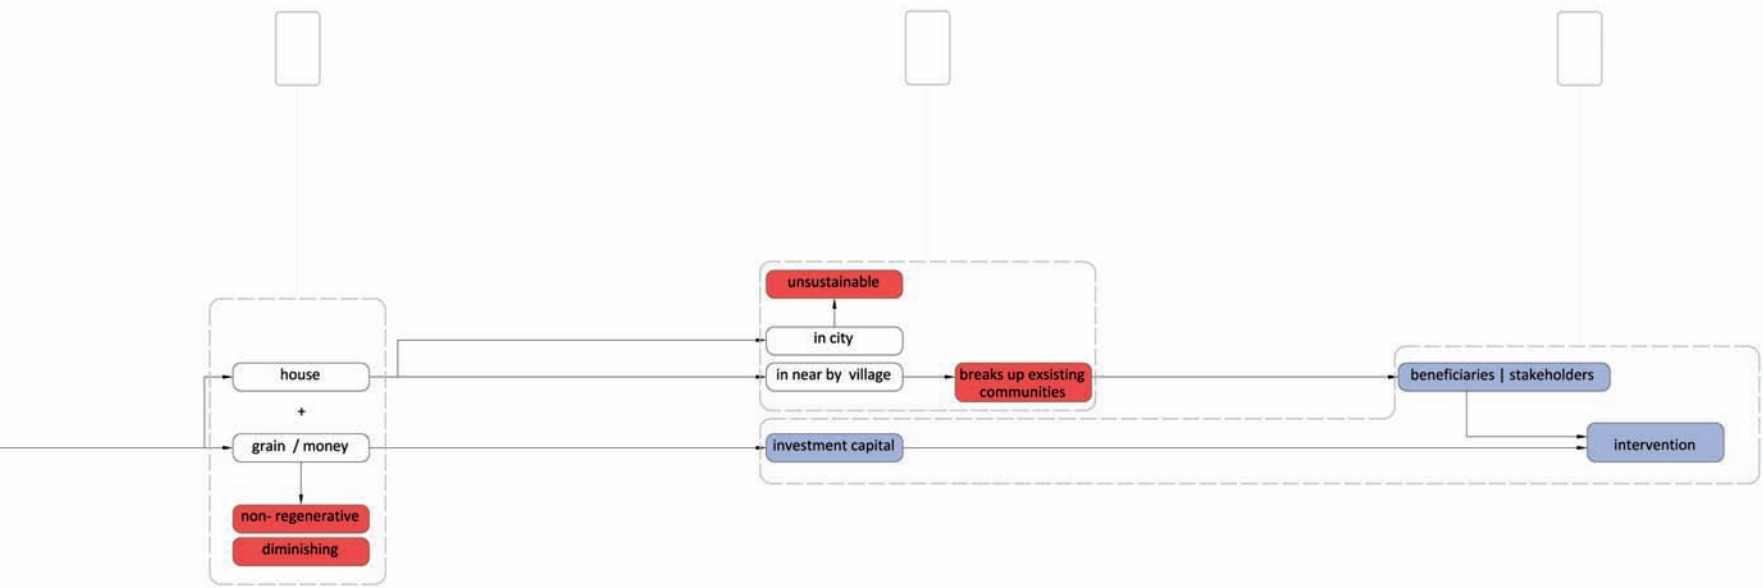 house
+
grain / money
non- regenerative
diminishing
unsustainable
in city
in near by village
breaks up exsisting
communities
investment capital
beneficiaries | stakeholders
intervention